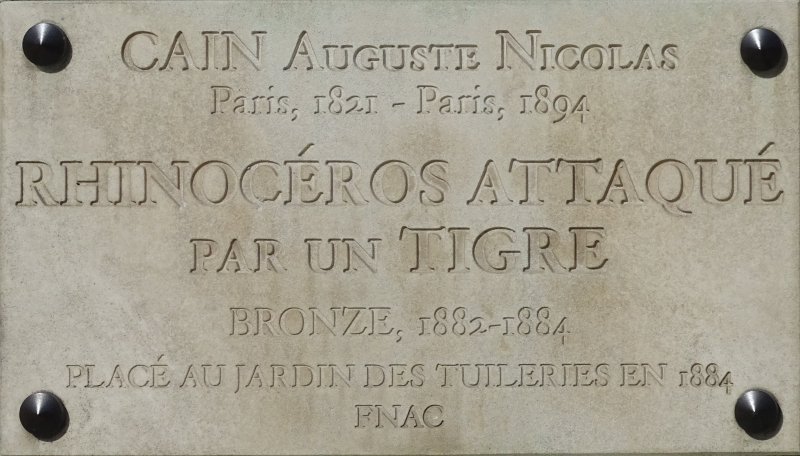 CAIN AUGUSTE NICOLAS
Paris, 1821 - Paris, 1894
RHINOCÉROS ATTAQUÉ
PAR UN TIGRE
BRONZE, 1882-1884
PLACÉ AU JARDIN DES TUILERIES EN 1884
FNAC